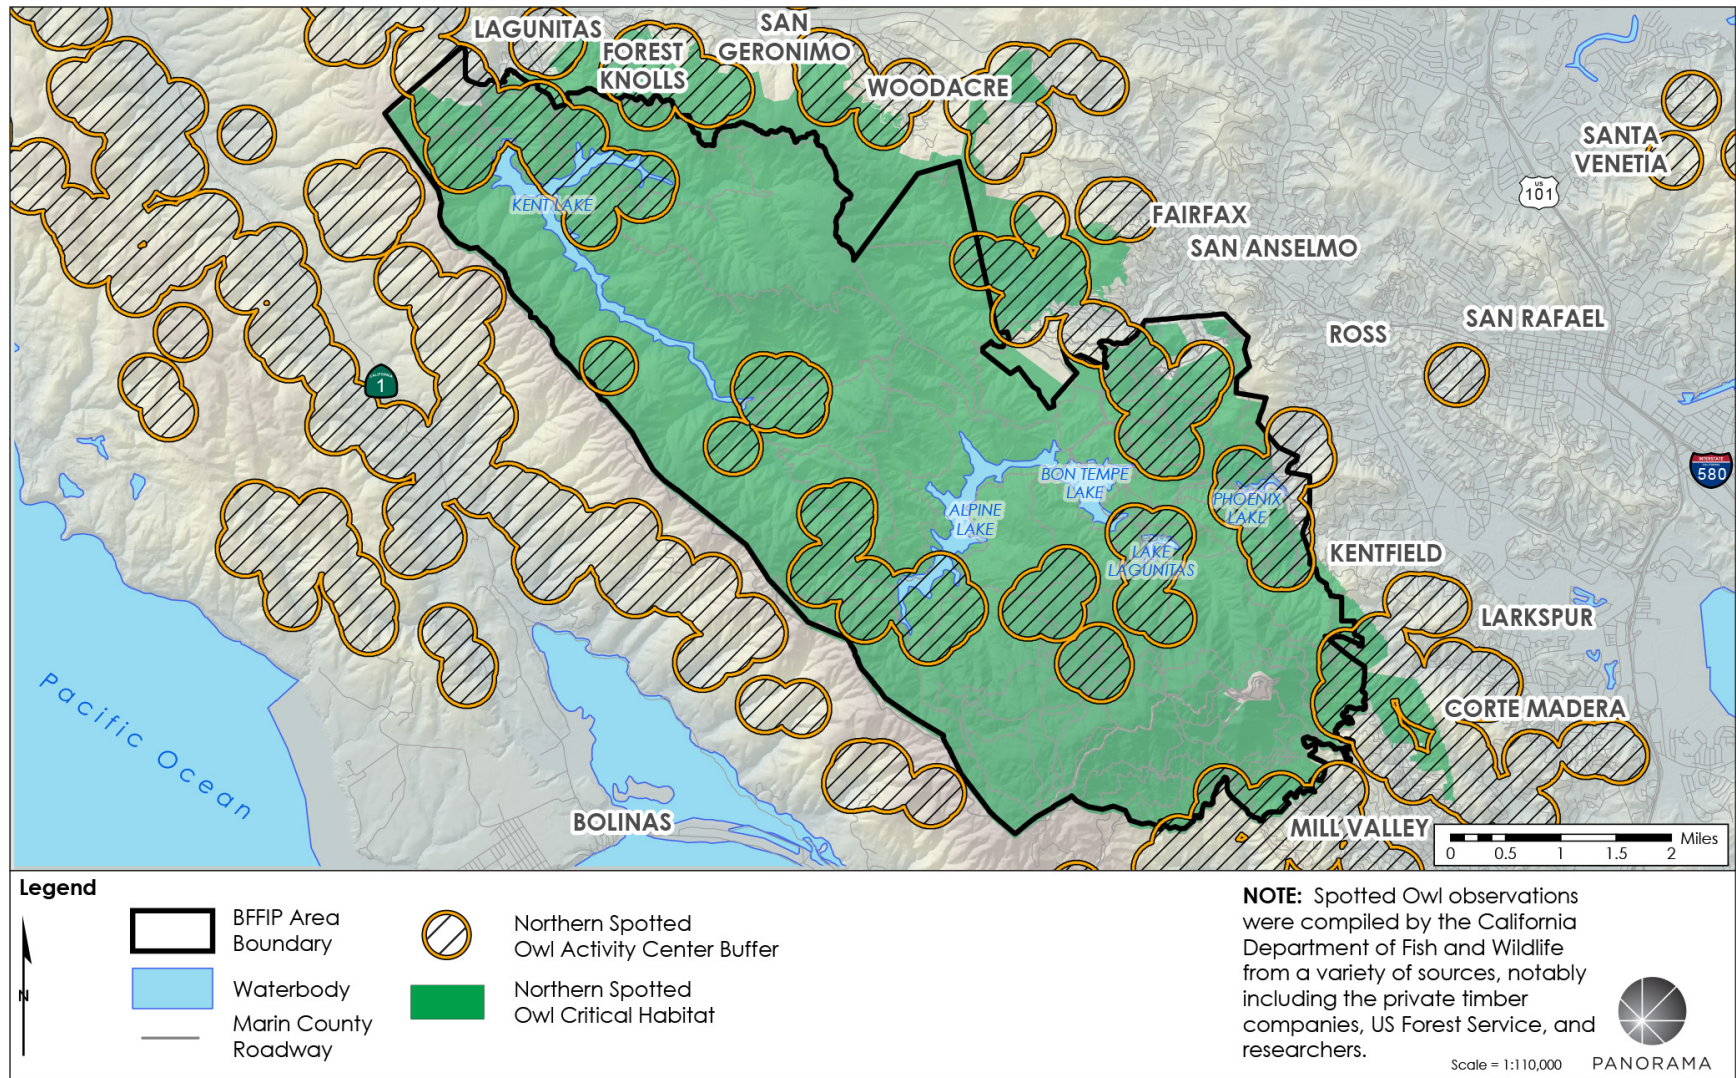 LAGUNITAS
FOREST
KNOLLS
SAN
GERONIMO
WOODACRE
SANTA
VENETIA
US
101
KENT LAKE
FAIRFAX
SAN ANSELMO
SAN RAFAEL
ROSS
CALIFORNIA
1
INTERSTATE
CALIFORNIA
580
BON TEMPE
LAKE
ALPINE
LAKE
PHOENIX
LAKE
LAKE
LAGUNITAS
KENTFIELD
LARKSPUR
CORTE MADERA
Pacific Ocean
BOLINAS
MILL VALLEY
Miles
0 0.5 1 1.5 2
Legend
N
BFFIP Area
Boundary
Waterbody
Marin County
Roadway
Northern Spotted
Owl Activity Center Buffer
Northern Spotted
Owl Critical Habitat
NOTE: Spotted Owl observations
were compiled by the California
Department of Fish and Wildlife
from a variety of sources, notably
including the private timber
companies, US Forest Service, and
researchers.
Scale = 1:110,000
PANORAMA